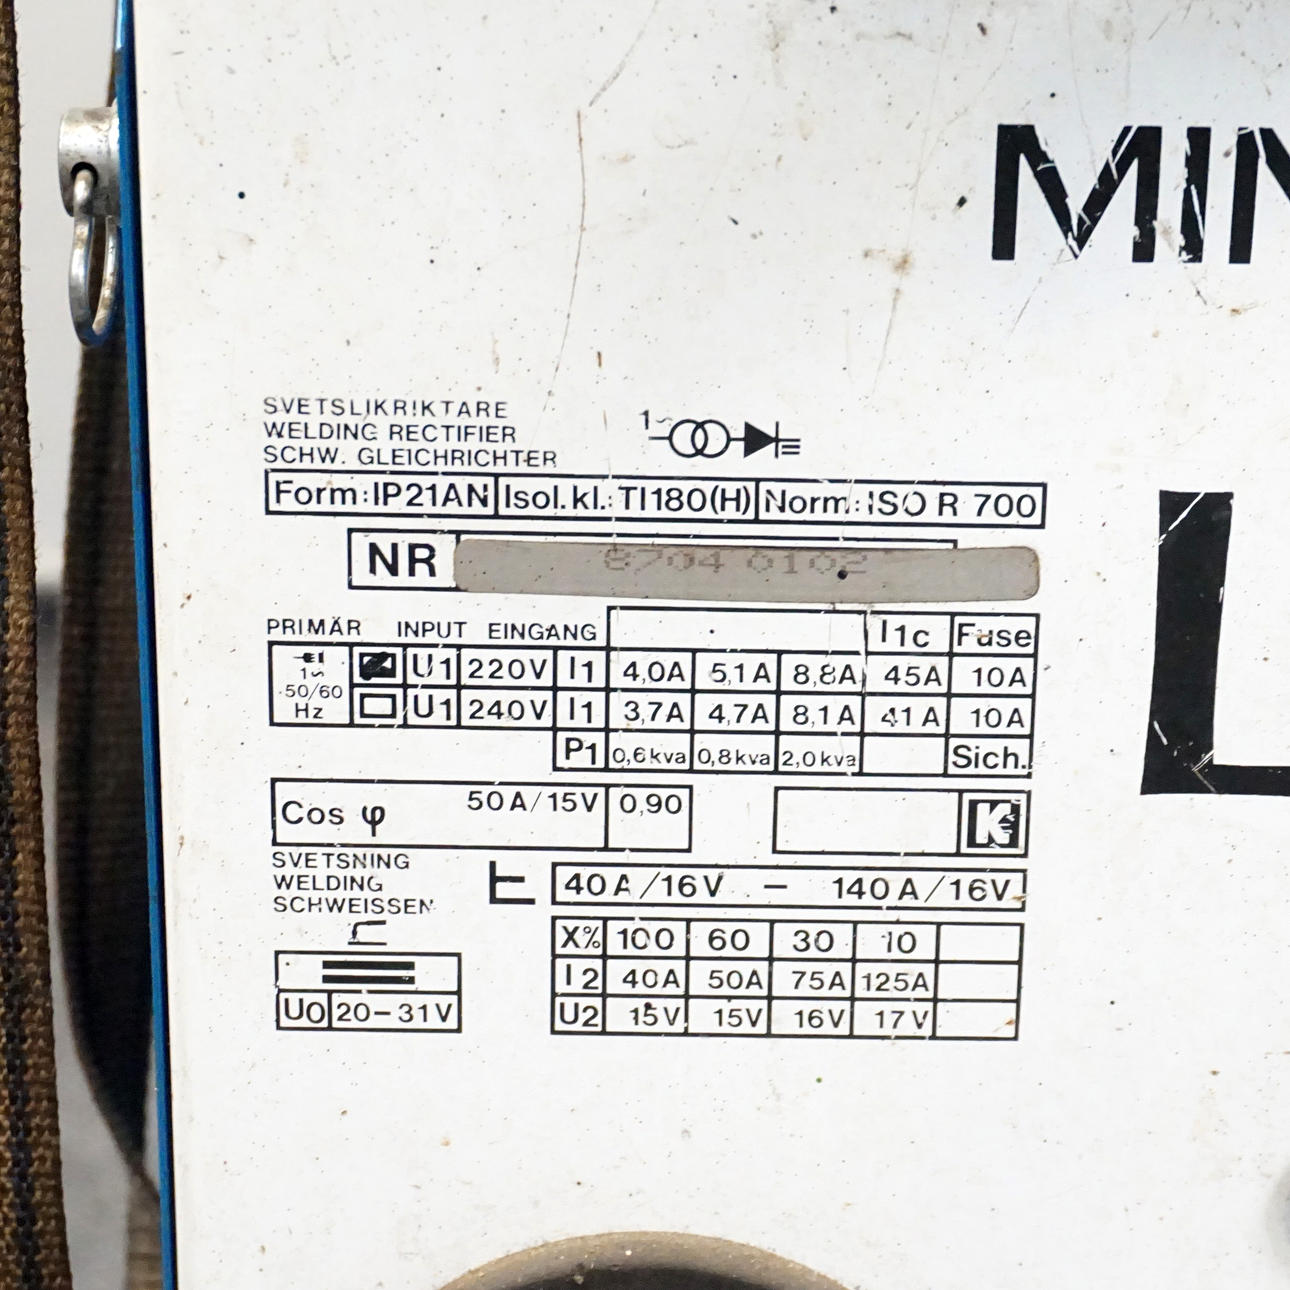 MIN
SVETSLIKRIKTARE
WELDING RECTIFIER
SCHW. GLEICHRICHTER
1~
Form:IP21AN Isol.kl.:TI180(H) Norm:ISO R 700
NR 8704 0102
L
PRIMÄR INPUT EINGANG I1c Fuse
1~ U1 220V I1 4,0A 5,1A 8,8A 45A 10A
50/60 Hz U1 240V I1 3,7A 4,7A 8,1A 41A 10A
P1 0,6kva 0,8kva 2,0kva Sich.
Cos φ 50A/15V 0,90 K
SVETSNING
WELDING
SCHWEISSEN
40A/16V – 140A/16V
X% 100 60 30 10
I2 40A 50A 75A 125A
U0 20–31V U2 15V 15V 16V 17V